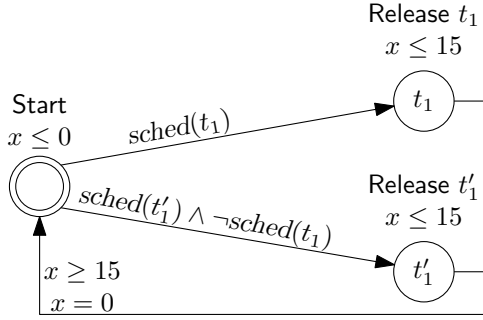 Release t₁
x ≤ 15
t₁
Start
x ≤ 0
sched(t₁)
sched(t₁′) ∧ ¬sched(t₁)
Release t₁′
x ≤ 15
t₁′
x ≥ 15
x = 0